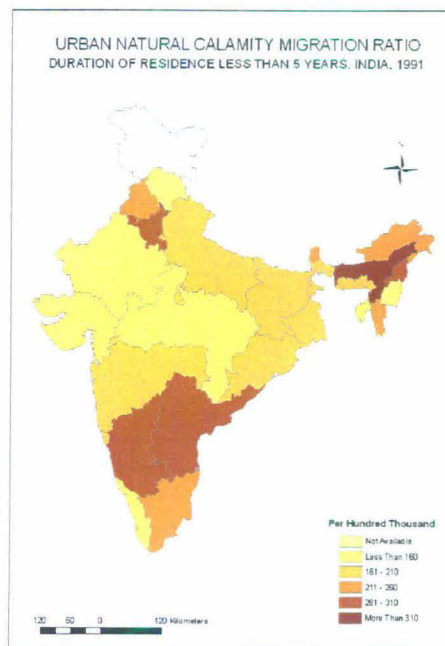 URBAN NATURAL CALAMITY MIGRATION RATIO
DURATION OF RESIDENCE LESS THAN 5 YEARS. INDIA, 1991
Per Hundred Thousand
Not Available
Less Than 160
161 - 210
211 - 260
261 - 310
More Than 310
120 60 0 120 Kilometers